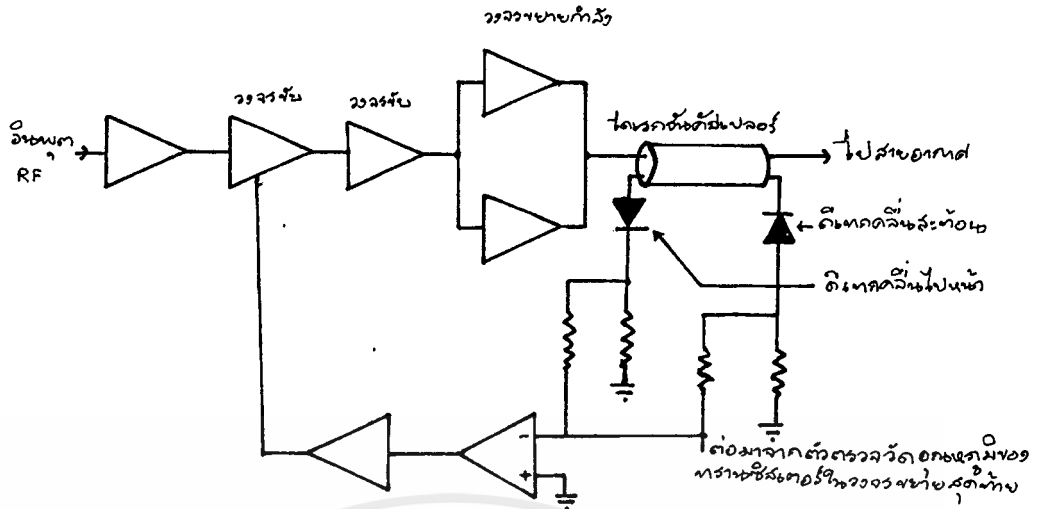 วงจรขยายกำลัง
วงจรขับ
วงจรขับ
อินพุต
RF
ไดเรกชันคัสเปลอร์
ไปสายอากาศ
ดีเทกคลื่นสะท้อน
ดีเทกคลื่นไปหน้า
-
+
ต่อมาจากตัวตรวจวัดอุณหภูมิของ
ทรานซิสเตอร์ในวงจรขยายสุดท้าย